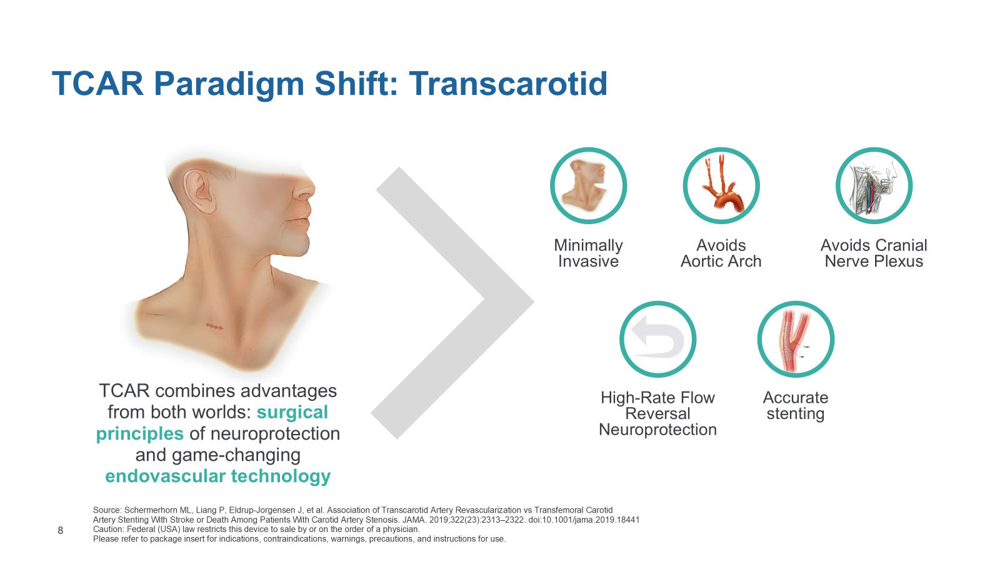 TCAR Paradigm Shift: Transcarotid
TCAR combines advantages
from both worlds: surgical
principles of neuroprotection
and game-changing
endovascular technology
Minimally
Invasive
Avoids
Aortic Arch
Avoids Cranial
Nerve Plexus
High-Rate Flow
Reversal
Neuroprotection
Accurate
stenting
Source: Schermerhorn ML, Liang P, Eldrup-Jorgensen J, et al. Association of Transcarotid Artery Revascularization vs Transfemoral Carotid
Artery Stenting With Stroke or Death Among Patients With Carotid Artery Stenosis. JAMA. 2019;322(23):2313–2322. doi:10.1001/jama.2019.18441
Caution: Federal (USA) law restricts this device to sale by or on the order of a physician.
Please refer to package insert for indications, contraindications, warnings, precautions, and instructions for use.
8